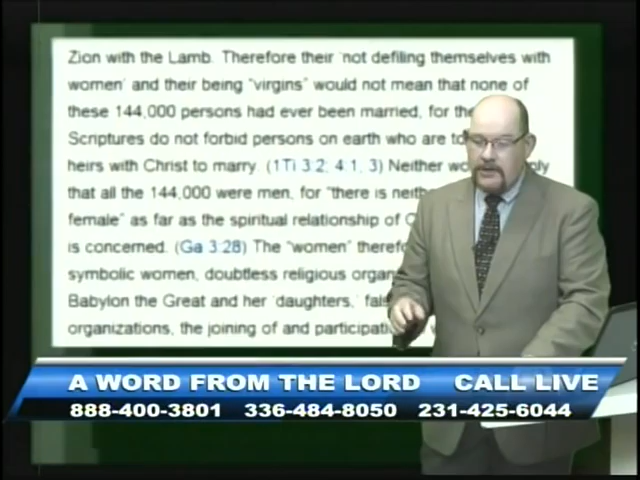 Zion with the Lamb. Therefore their 'not defiling themselves with
women' and their being "virgins" would not mean that none of
these 144,000 persons had ever been married, for the
Scriptures do not forbid persons on earth who are to
heirs with Christ to marry. (1Ti 3:2; 4:1, 3) Neither
that all the 144,000 were men, for "there is
female" as far as the spiritual relationship of
is concerned. (Ga 3:28) The "women"
symbolic women, doubtless religious
Babylon the Great and her 'daughters,'
organizations, the joining of and
A WORD FROM THE LORD CALL LIVE
888-400-3801 336-484-8050 231-425-6044